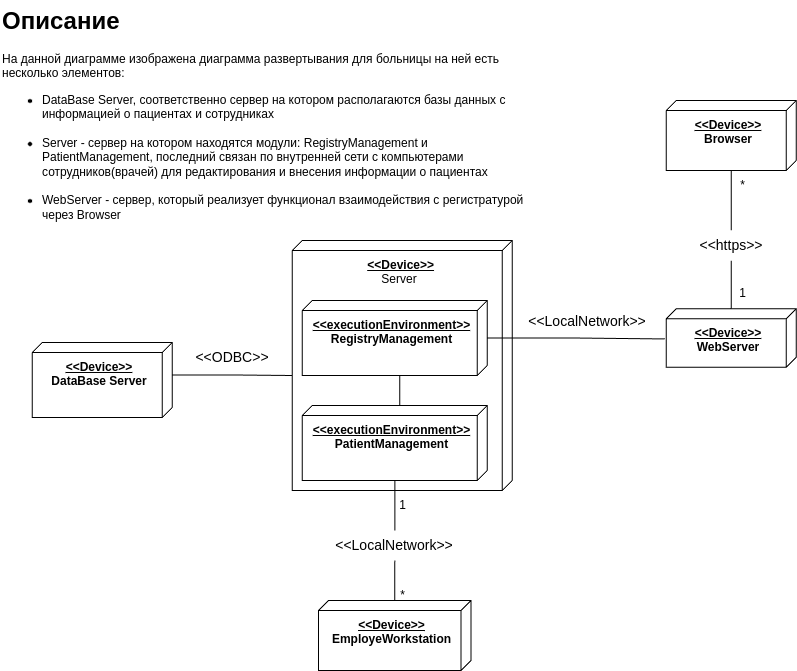 Описание
На данной диаграмме изображена диаграмма развертывания для больницы на ней есть
несколько элементов:
• DataBase Server, соответственно сервер на котором располагаются базы данных с
информацией о пациентах и сотрудниках
• Server - сервер на котором находятся модули: RegistryManagement и
PatientManagement, последний связан по внутренней сети с компьютерами
сотрудников(врачей) для редактирования и внесения информации о пациентах
• WebServer - сервер, который реализует функционал взаимодействия с регистратурой
через Browser
<<Device>>
Browser
*
<<https>>
1
<<Device>>
WebServer
<<LocalNetwork>>
<<Device>>
Server
<<executionEnvironment>>
RegistryManagement
<<ODBC>>
<<Device>>
DataBase Server
<<executionEnvironment>>
PatientManagement
1
<<LocalNetwork>>
*
<<Device>>
EmployeWorkstation